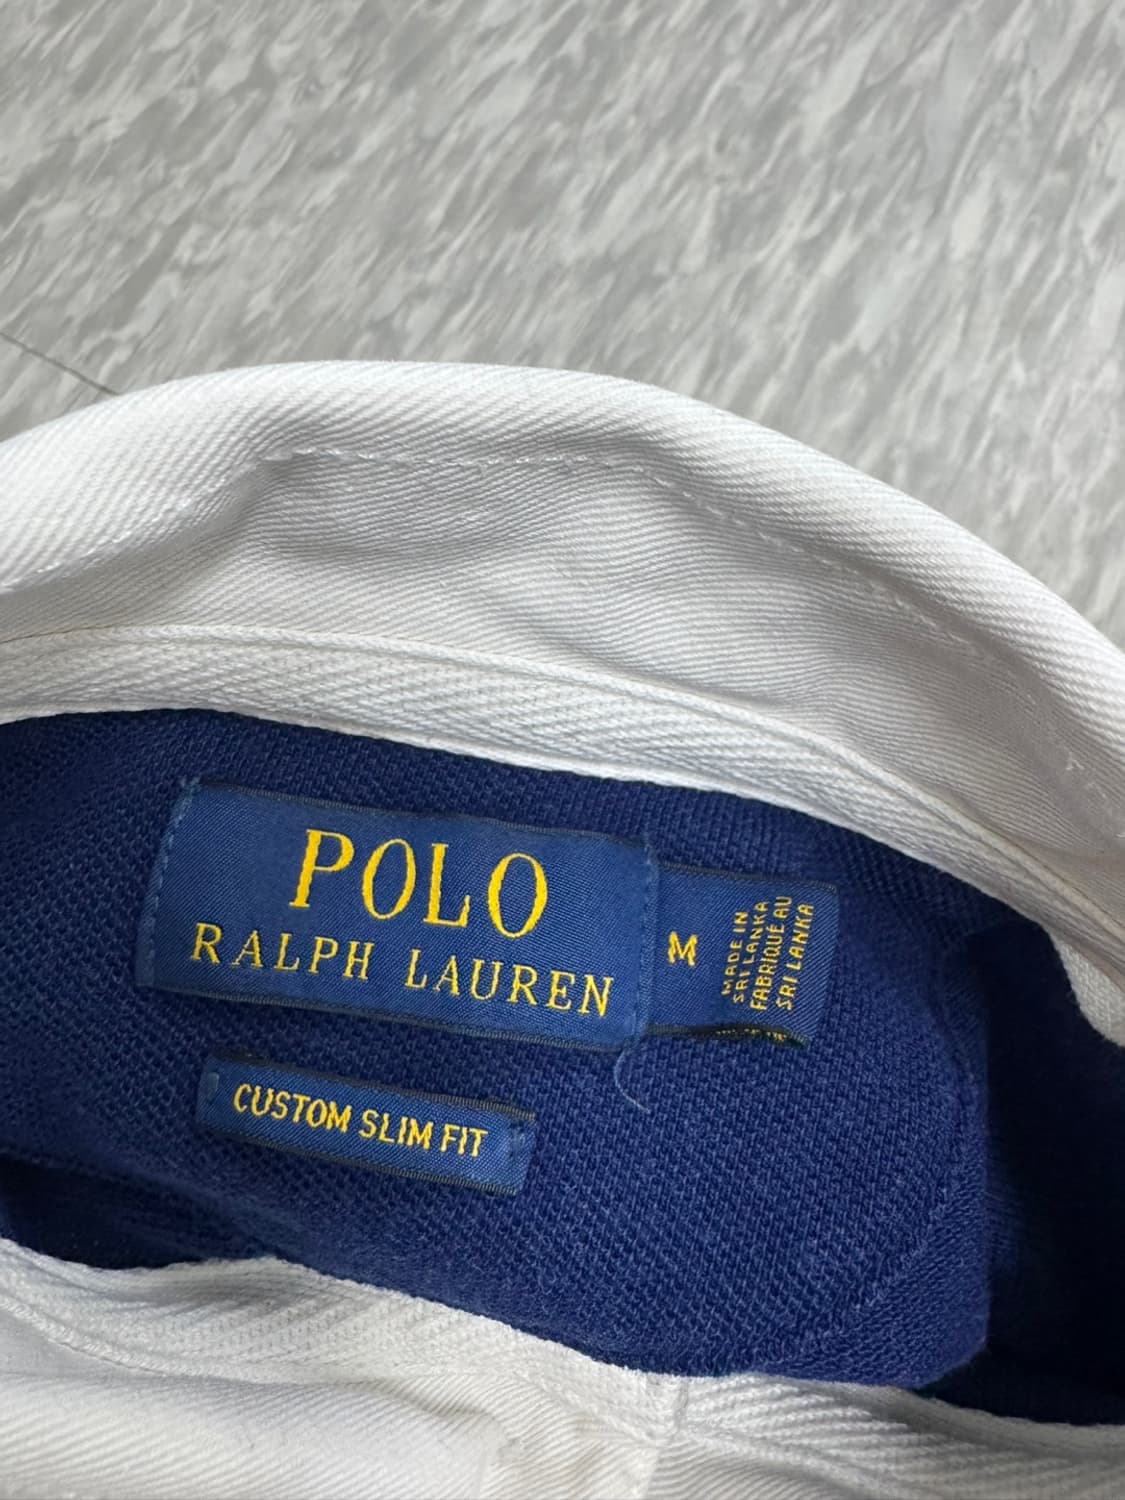 POLO
RALPH LAUREN
M
MADE IN
SRI LANKA
FABRIQUÉ AU
SRI LANKA
CUSTOM SLIM FIT